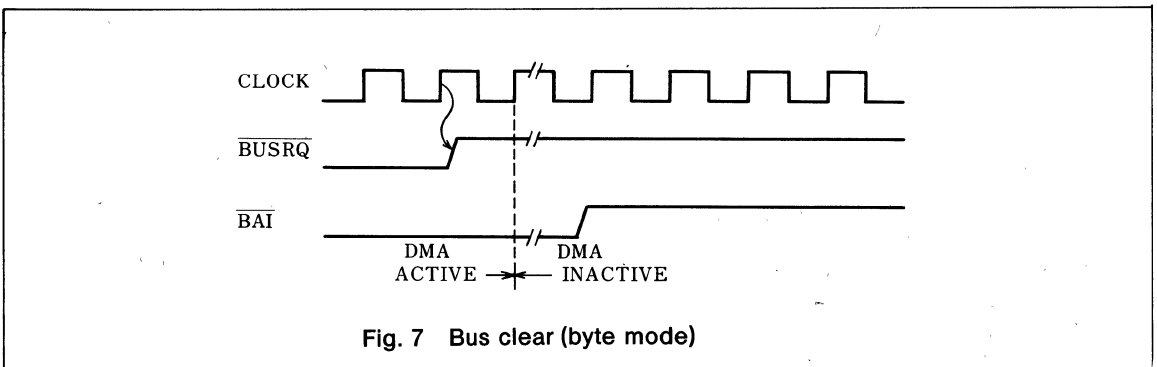 CLOCK
BUSRQ
BAI
DMA DMA
ACTIVE INACTIVE
Fig. 7 Bus clear (byte mode)